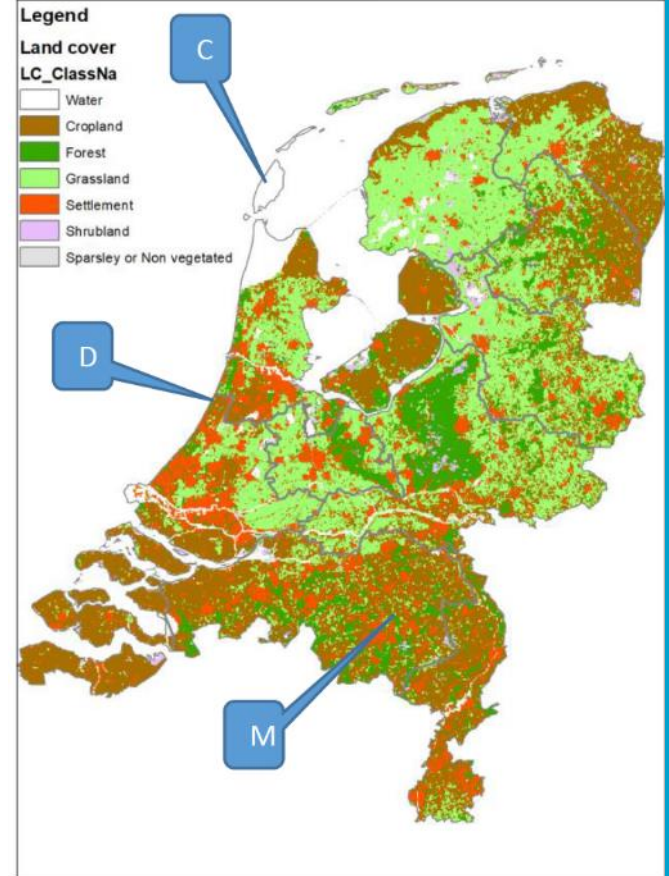 Legend
Land cover
LC_ClassNa
Water
Cropland
Forest
Grassland
Settlement
Shrubland
Sparsley or Non vegetated
C
D
M